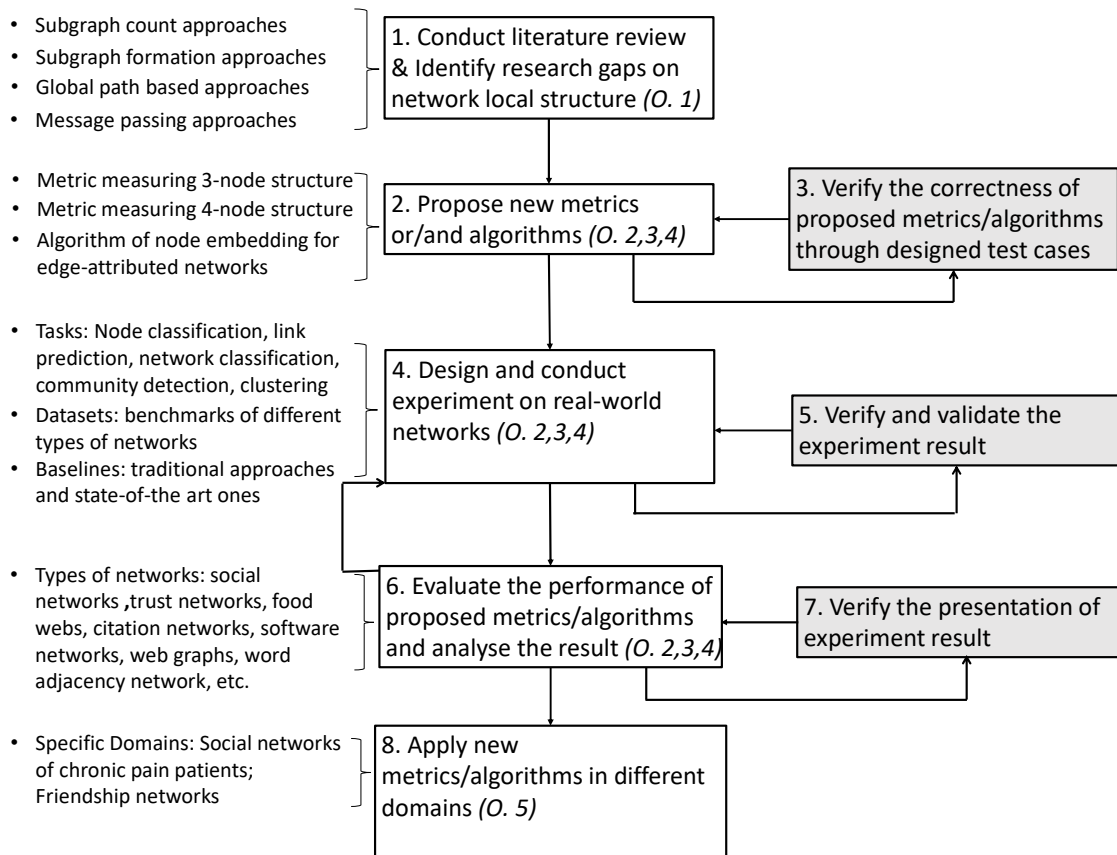 • Subgraph count approaches
• Subgraph formation approaches
• Global path based approaches
• Message passing approaches
1. Conduct literature review
& Identify research gaps on
network local structure (O. 1)
• Metric measuring 3-node structure
• Metric measuring 4-node structure
• Algorithm of node embedding for
edge-attributed networks
2. Propose new metrics
or/and algorithms (O. 2,3,4)
3. Verify the correctness of
proposed metrics/algorithms
through designed test cases
• Tasks: Node classification, link
prediction, network classification,
community detection, clustering
• Datasets: benchmarks of different
types of networks
• Baselines: traditional approaches
and state-of-the art ones
4. Design and conduct
experiment on real-world
networks (O. 2,3,4)
5. Verify and validate the
experiment result
• Types of networks: social
networks ,trust networks, food
webs, citation networks, software
networks, web graphs, word
adjacency network, etc.
6. Evaluate the performance of
proposed metrics/algorithms
and analyse the result (O. 2,3,4)
7. Verify the presentation of
experiment result
• Specific Domains: Social networks
of chronic pain patients;
Friendship networks
8. Apply new
metrics/algorithms in different
domains (O. 5)